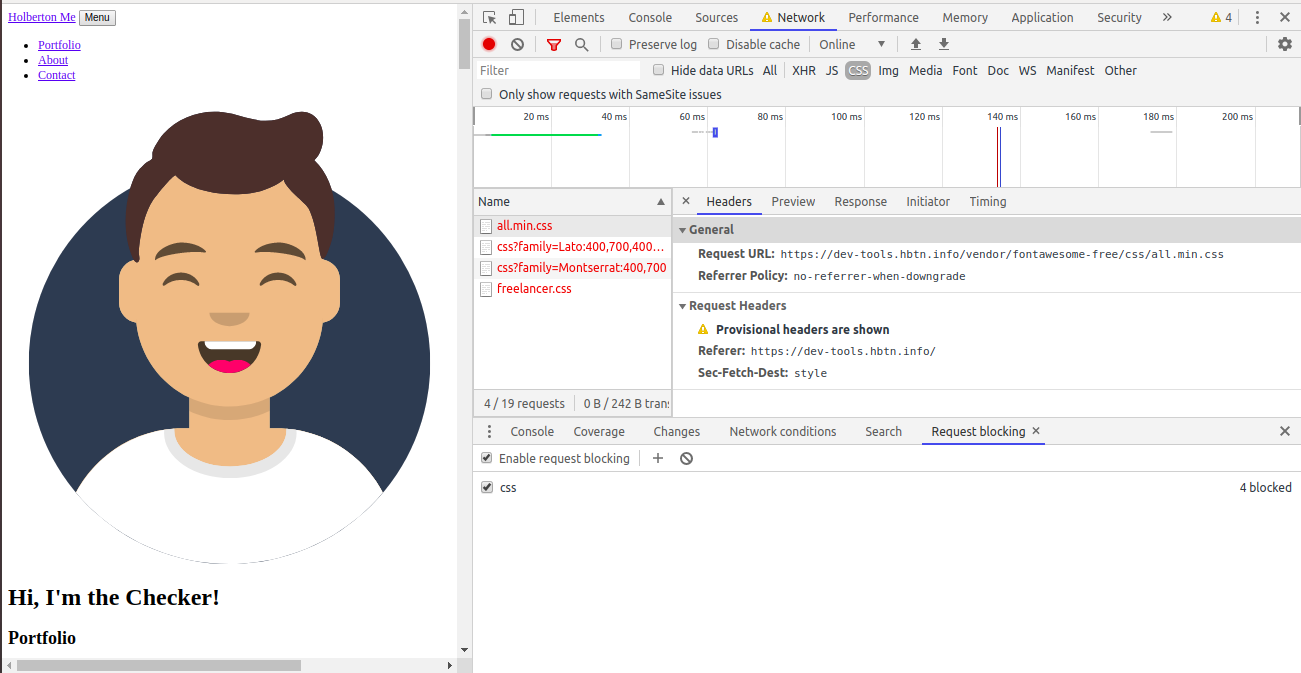 Holberton Me Menu
Portfolio
About
Contact
Hi, I'm the Checker!
Portfolio
Elements Console Sources Network Performance Memory Application Security » 4
Preserve log Disable cache Online
Filter Hide data URLs All XHR JS CSS Img Media Font Doc WS Manifest Other
Only show requests with SameSite issues
20 ms 40 ms 60 ms 80 ms 100 ms 120 ms 140 ms 160 ms 180 ms 200 ms
Name
all.min.css
css?family=Lato:400,700,400…
css?family=Montserrat:400,700
freelancer.css
4 / 19 requests 0 B / 242 B tran
Headers Preview Response Initiator Timing
General
Request URL: https://dev-tools.hbtn.info/vendor/fontawesome-free/css/all.min.css
Referrer Policy: no-referrer-when-downgrade
Request Headers
Provisional headers are shown
Referer: https://dev-tools.hbtn.info/
Sec-Fetch-Dest: style
Console Coverage Changes Network conditions Search Request blocking
Enable request blocking
css 4 blocked